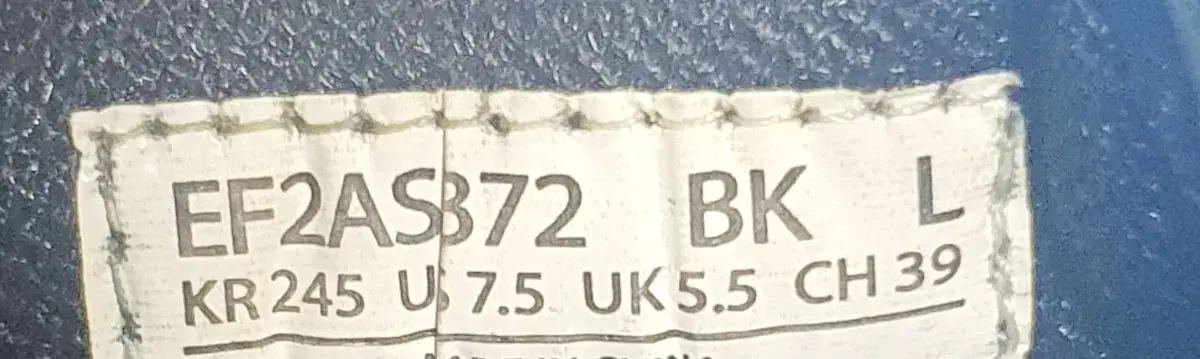 EF2AS372 BK L
KR 245 US 7.5 UK 5.5 CH 39